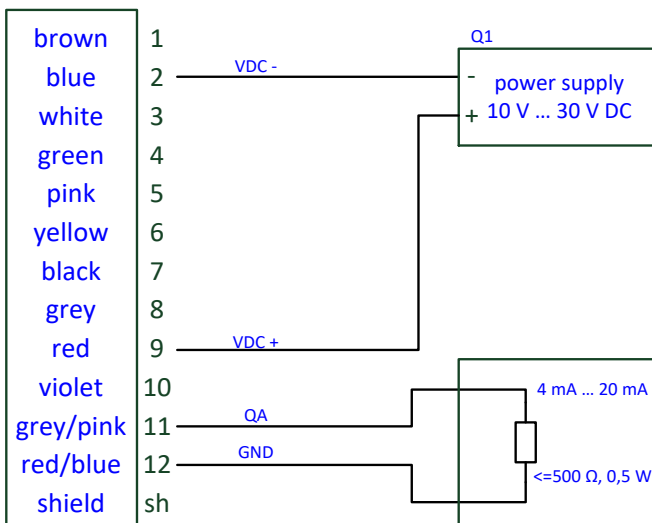 brown 1
Q1
blue 2 VDC - -
power supply
white 3 + 10 V ... 30 V DC
green 4
pink 5
yellow 6
black 7
grey 8
red 9 VDC +
violet 10 4 mA ... 20 mA
grey/pink 11 QA
red/blue 12 GND
<=500 Ω, 0,5 W
shield sh